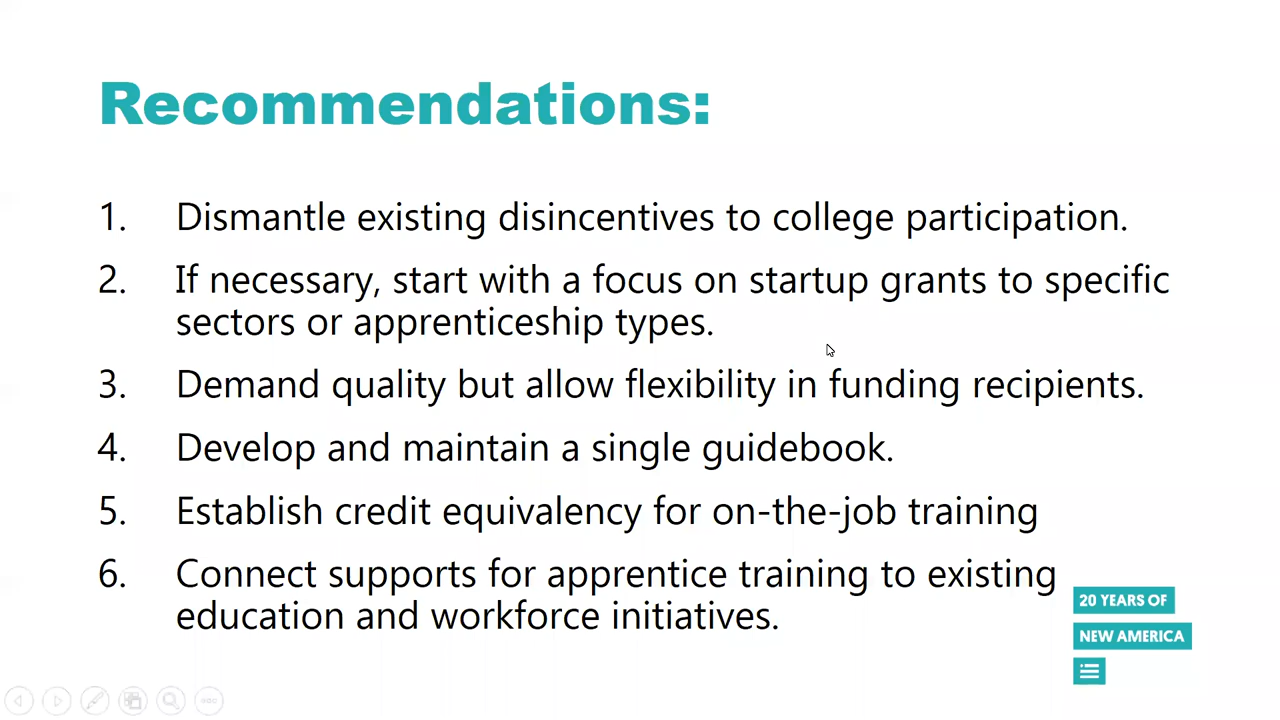 Recommendations:
1. Dismantle existing disincentives to college participation.
2. If necessary, start with a focus on startup grants to specific
sectors or apprenticeship types.
3. Demand quality but allow flexibility in funding recipients.
4. Develop and maintain a single guidebook.
5. Establish credit equivalency for on-the-job training
6. Connect supports for apprentice training to existing
education and workforce initiatives.
20 YEARS OF
NEW AMERICA